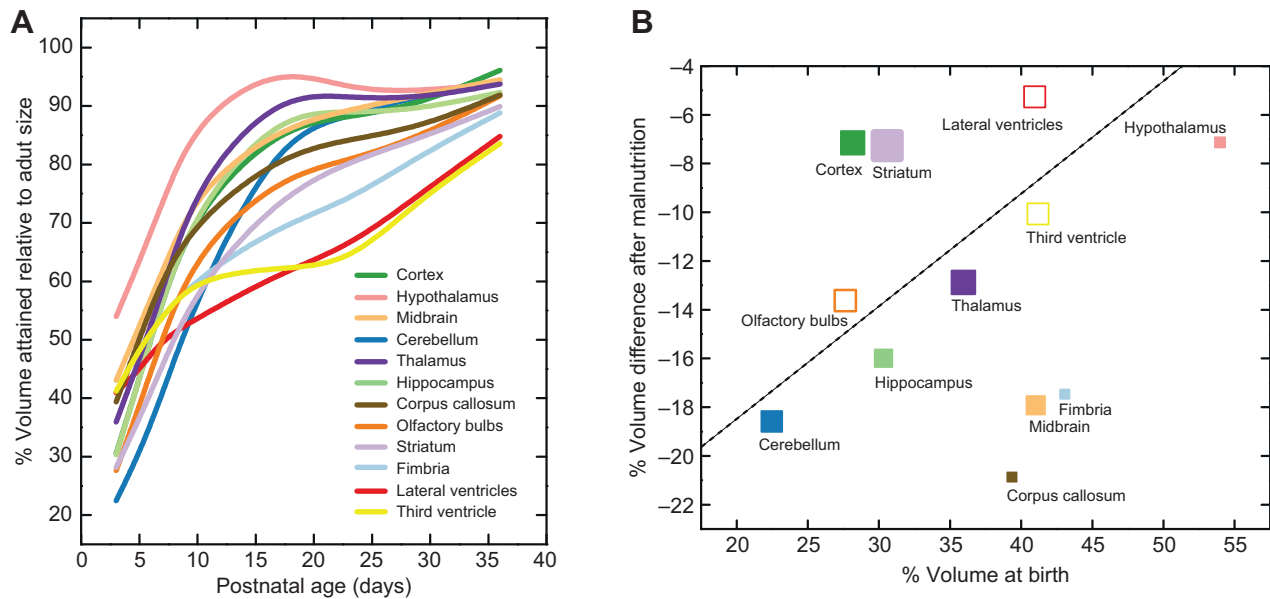 A
% Volume attained relative to adut size
100
90
80
70
60
50
40
30
20
0
5
10
15
20
25
30
35
40
Postnatal age (days)
Cortex
Hypothalamus
Midbrain
Cerebellum
Thalamus
Hippocampus
Corpus callosum
Olfactory bulbs
Striatum
Fimbria
Lateral ventricles
Third ventricle
B
% Volume difference after malnutrition
–4
–6
–8
–10
–12
–14
–16
–18
–20
–22
20
25
30
35
40
45
50
55
% Volume at birth
Lateral ventricles
Hypothalamus
Cortex
Striatum
Third ventricle
Thalamus
Olfactory bulbs
Hippocampus
Fimbria
Midbrain
Cerebellum
Corpus callosum